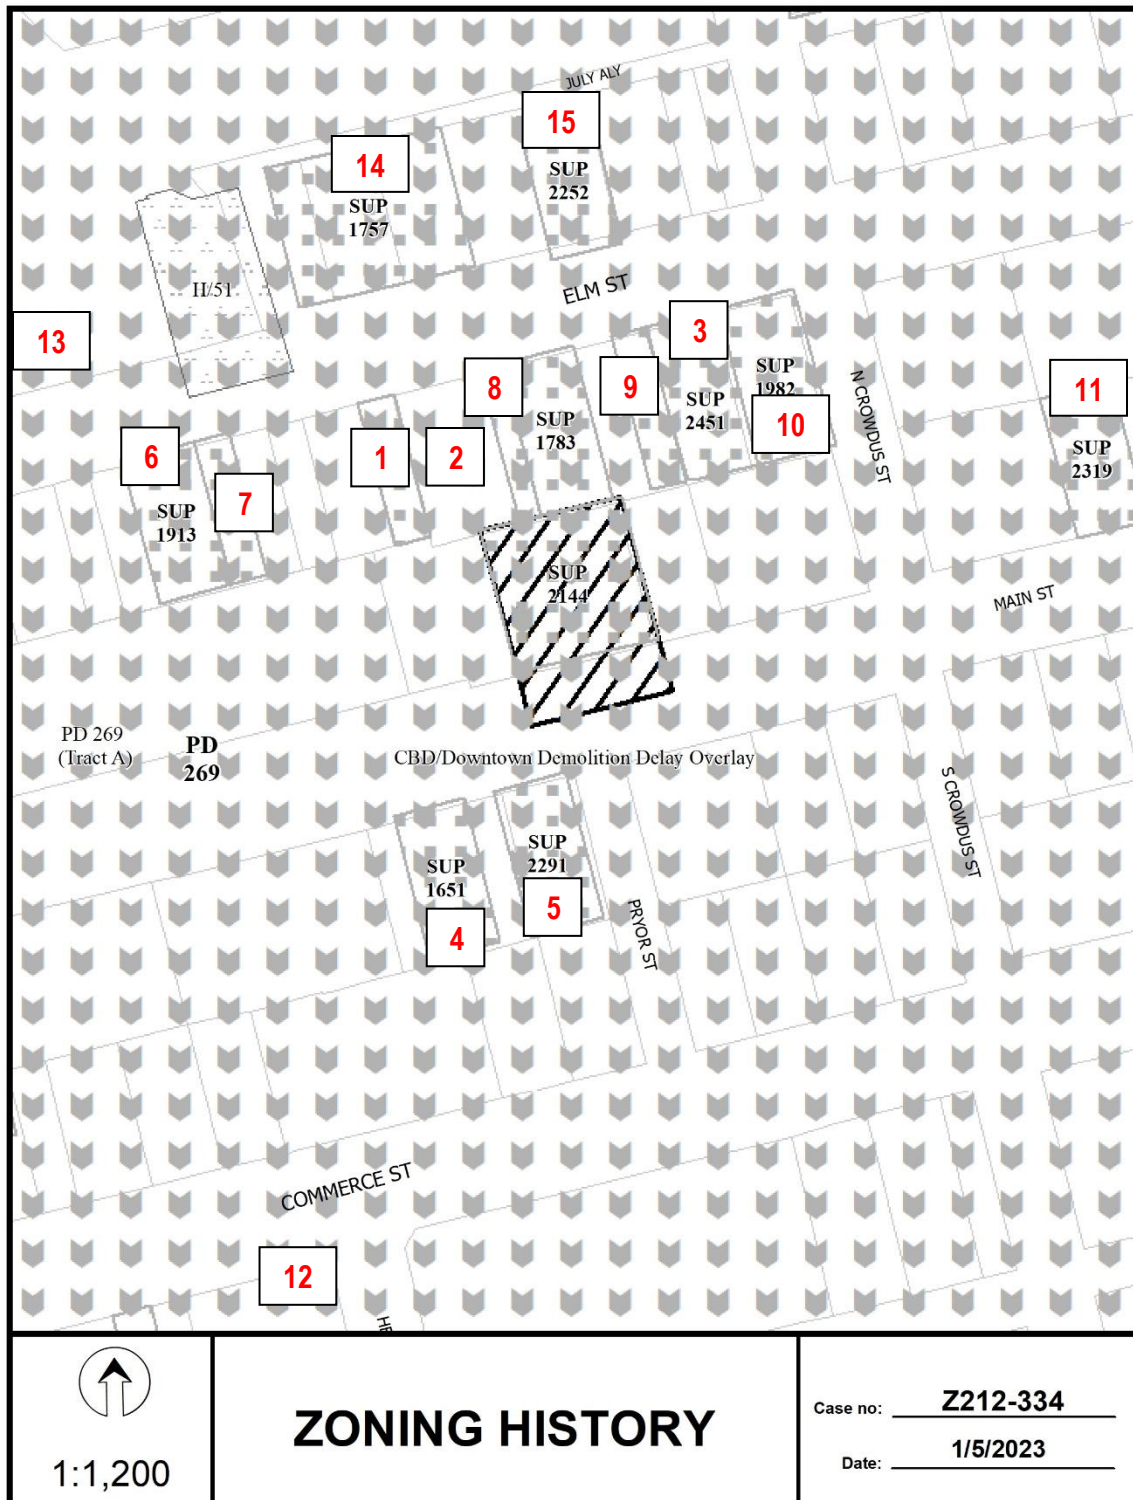 JULY ALY
15
14
SUP
2252
SUP
1757
H/51
ELM ST
13
3
8
9
SUP
1982
N CROWDUS ST
11
SUP
2451
10
SUP
1783
6
1
2
SUP
2319
7
SUP
1913
SUP
2144
MAIN ST
PD 269
(Tract A)
PD
269
CBD/Downtown Demolition Delay Overlay
S CROWDUS ST
SUP
2291
SUP
1651
5
4
PRYOR ST
COMMERCE ST
12
1:1,200
ZONING HISTORY
Case no: Z212-334
Date: 1/5/2023